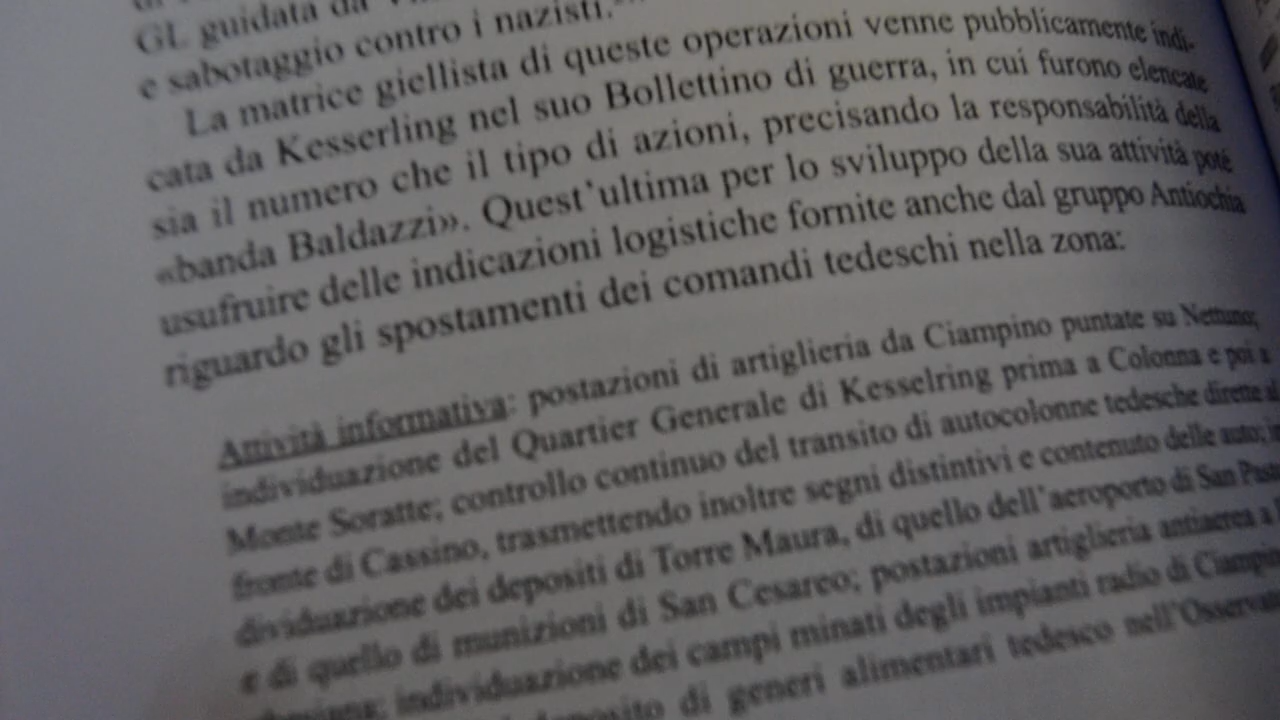 GL guidata da
e sabotaggio contro i nazisti.
La matrice giellista di queste operazioni venne pubblicamente indi-
cata da Kesserling nel suo Bollettino di guerra, in cui furono elencate
sia il numero che il tipo di azioni, precisando la responsabilità della
«banda Baldazzi». Quest'ultima per lo sviluppo della sua attività poté
usufruire delle indicazioni logistiche fornite anche dal gruppo Antiochia
riguardo gli spostamenti dei comandi tedeschi nella zona:
Attività informativa: postazioni di artiglieria da Ciampino puntate su Nettuno;
individuazione del Quartier Generale di Kesselring prima a Colonna e poi a
Monte Soratte; controllo continuo del transito di autocolonne tedesche dirette al
fronte di Cassino, trasmettendo inoltre segni distintivi e contenuto delle auto; in
dividuazione dei depositi di Torre Maura, di quello dell'aeroporto di San
e di quello di munizioni di San Cesareo; postazioni artiglieria antiaerea a
individuazione dei campi minati degli impianti radio di
deposito di generi alimentari tedesco